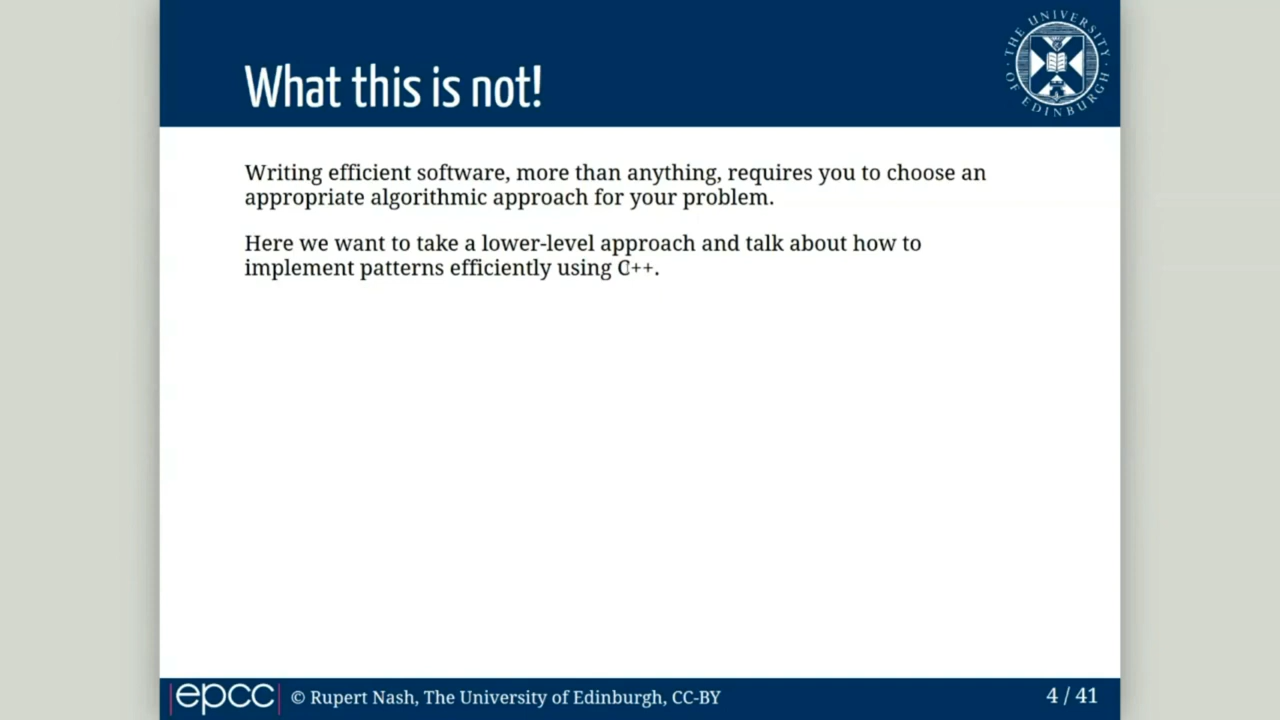 What this is not!
THE UNIVERSITY OF EDINBURGH
Writing efficient software, more than anything, requires you to choose an
appropriate algorithmic approach for your problem.
Here we want to take a lower-level approach and talk about how to
implement patterns efficiently using C++.
epcc
© Rupert Nash, The University of Edinburgh, CC-BY
4 / 41